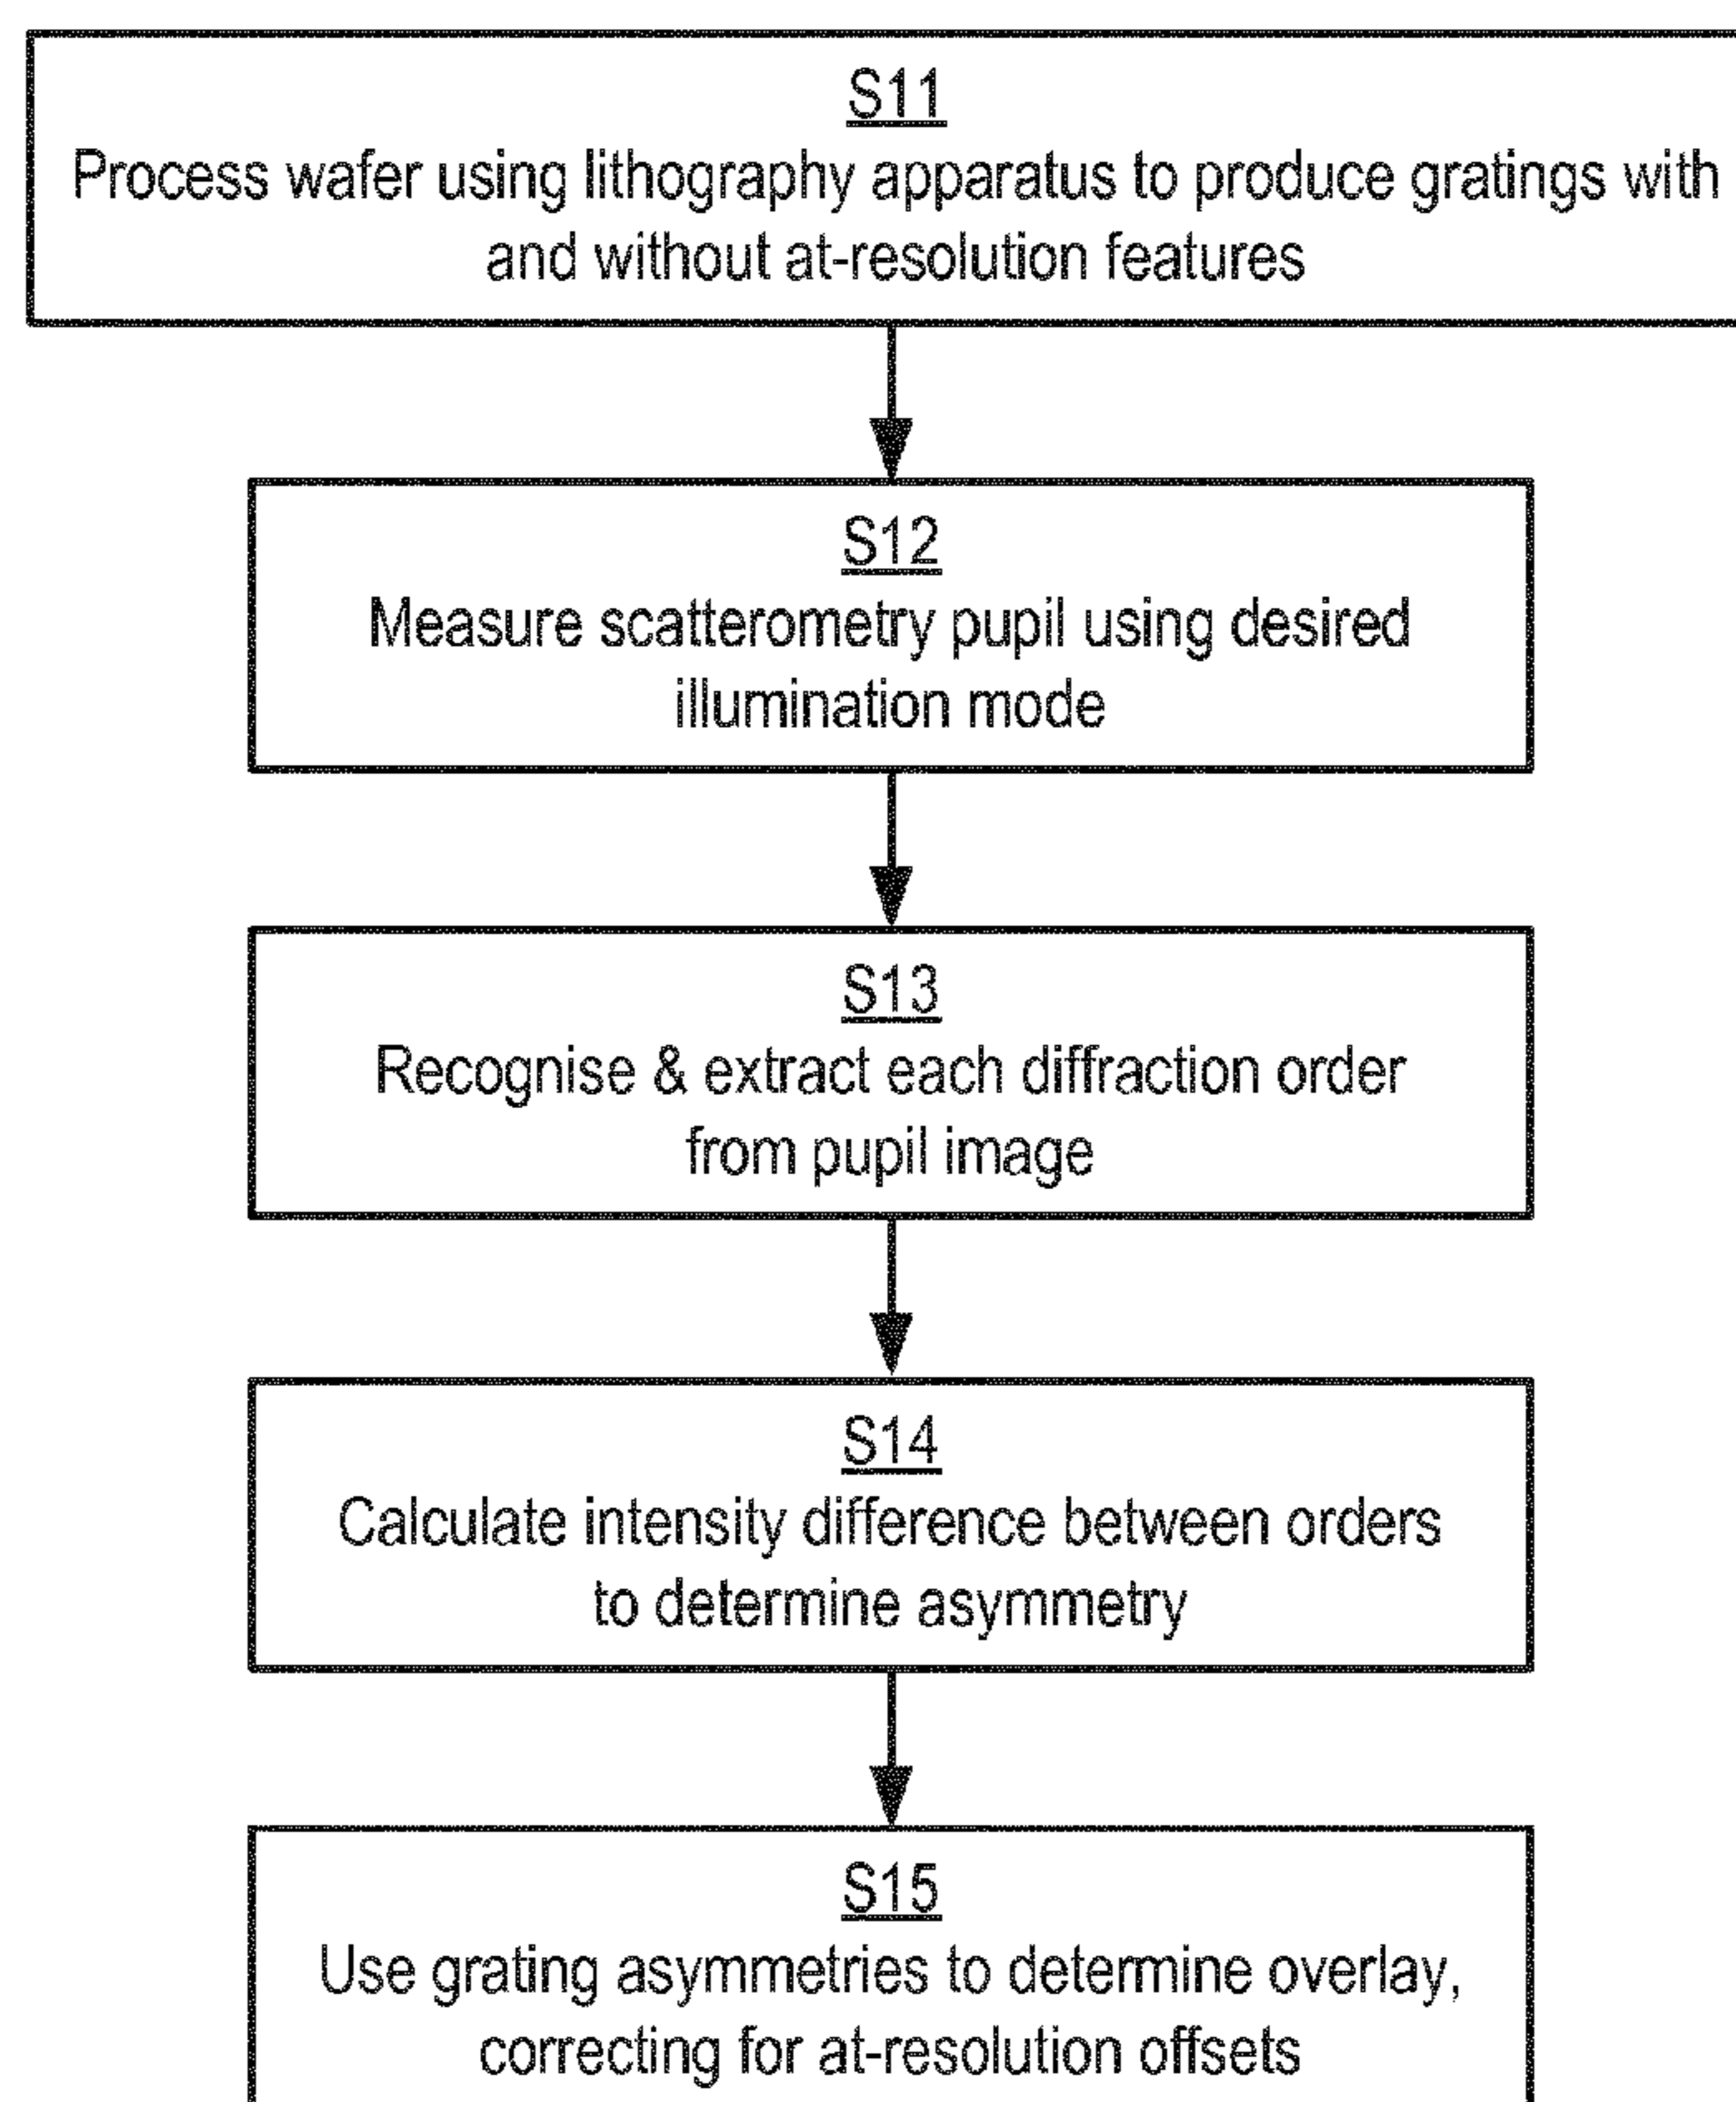 S11
Process wafer using lithography apparatus to produce gratings with
and without at-resolution features
S12
Measure scatterometry pupil using desired
illumination mode
S13
Recognise & extract each diffraction order
from pupil image
S14
Calculate intensity difference between orders
to determine asymmetry
S15
Use grating asymmetries to determine overlay,
correcting for at-resolution offsets